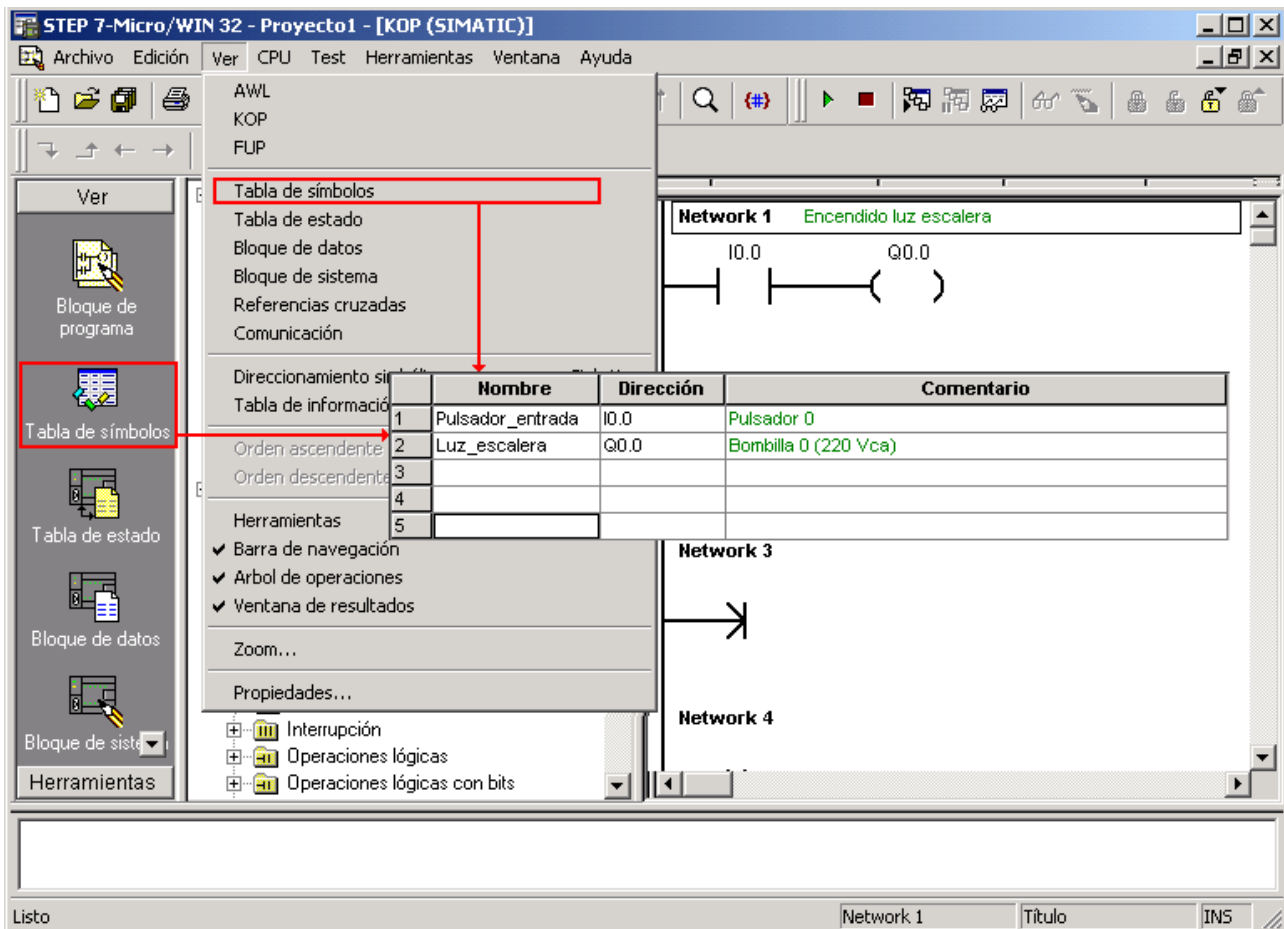 STEP 7-Micro/WIN 32 - Proyecto1 - [KOP (SIMATIC)]
Archivo Edición Ver CPU Test Herramientas Ventana Ayuda
AWL
KOP
FUP
Tabla de símbolos
Tabla de estado
Bloque de datos
Bloque de sistema
Referencias cruzadas
Comunicación
Direccionamiento
Tabla de
Orden ascendente
Orden descendente
Herramientas
Barra de navegación
Arbol de operaciones
Ventana de resultados
Zoom...
Propiedades...
Ver
Bloque de
programa
Tabla de símbolos
Tabla de estado
Bloque de datos
Bloque de
Herramientas
Interrupción
Operaciones lógicas
Operaciones lógicas con bits
Network 1 Encendido luz escalera
I0.0 Q0.0
Nombre Dirección Comentario
1 Pulsador_entrada I0.0 Pulsador 0
2 Luz_escalera Q0.0 Bombilla 0 (220 Vca)
3
4
5
Network 3
Network 4
Listo Network 1 Título INS